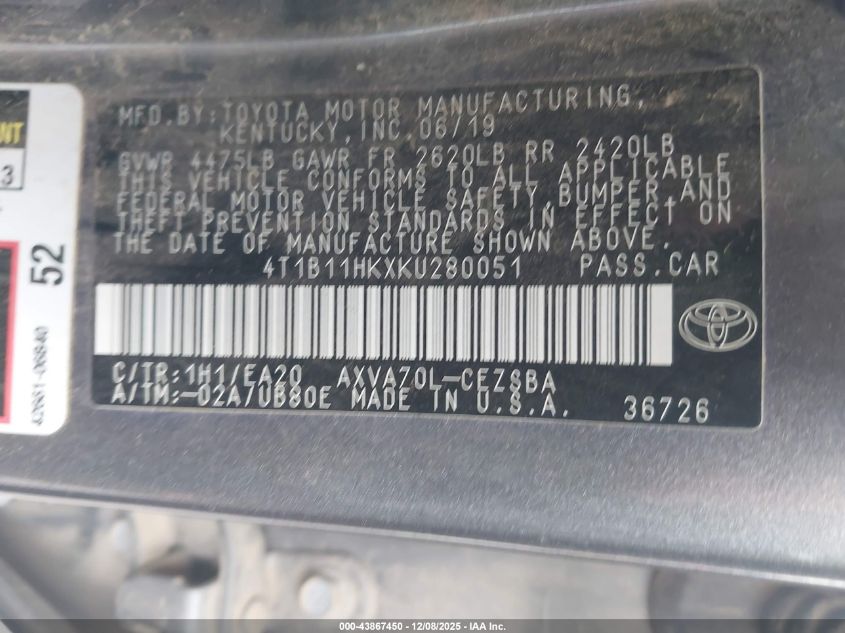 MFD.BY:TOYOTA MOTOR MANUFACTURING,
KENTUCKY,INC.06/19
GVWR 4475LB GAWR FR 2620LB RR 2420LB
THIS VEHICLE CONFORMS TO ALL APPLICABLE
FEDERAL MOTOR VEHICLE SAFETY,BUMPER,AND
THEFT PREVENTION STANDARDS IN EFFECT ON
THE DATE OF MANUFACTURE SHOWN ABOVE.
4T1B11HKXKU280051 PASS.CAR
C/TR:1H1/EA20 AXVA70L-CEZSBA
A/TM:-02A/UB80E MADE IN U.S.A. 36726
3
52
000-43867450 - 12/08/2025 - IAA Inc.